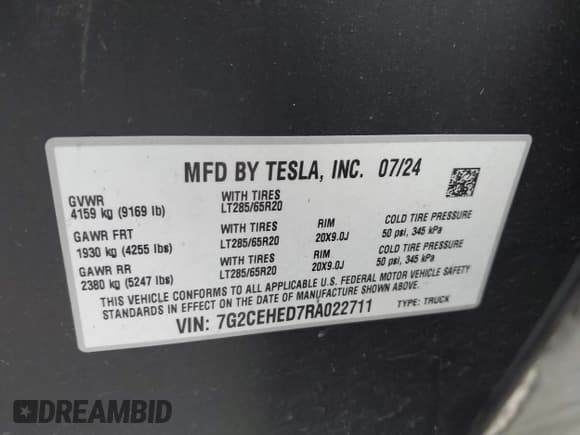 MFD BY TESLA, INC. 07/24
GVWR WITH TIRES
4159 kg (9169 lb) LT285/65R20
GAWR FRT WITH TIRES RIM COLD TIRE PRESSURE
1930 kg (4255 lbs) LT285/65R20 20X9.0J 50 psi, 345 kPa
GAWR RR WITH TIRES RIM COLD TIRE PRESSURE
2380 kg (5247 lbs) LT285/65R20 20X9.0J 50 psi, 345 kPa
THIS VEHICLE CONFORMS TO ALL APPLICABLE U.S. FEDERAL MOTOR VEHICLE SAFETY
STANDARDS IN EFFECT ON THE DATE OF MANUFACTURE SHOWN ABOVE.
VIN: 7G2CEHED7RA022711 TYPE: TRUCK
DREAMBID